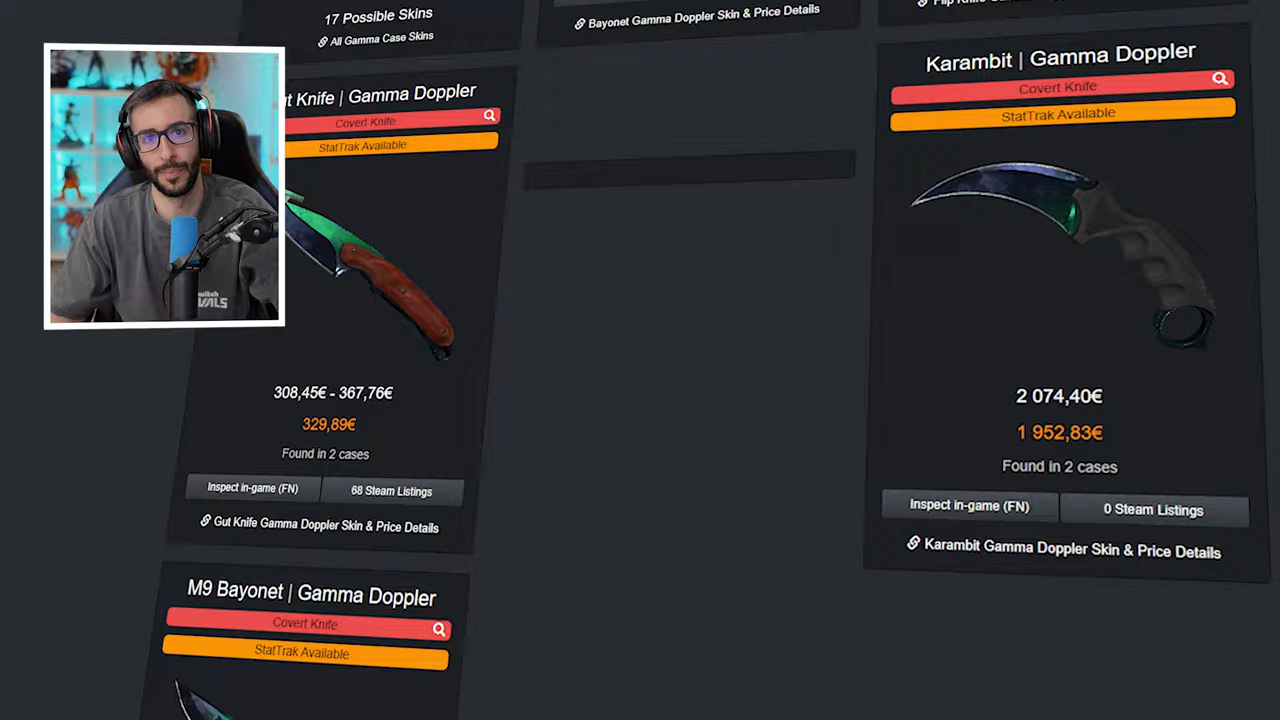 17 Possible Skins
All Gamma Case Skins
Bayonet Gamma Doppler Skin & Price Details
Knife | Gamma Doppler
Covert Knife
StatTrak Available
308,45€ - 367,76€
329,89€
Found in 2 cases
Inspect in-game (FN)
68 Steam Listings
Gut Knife Gamma Doppler Skin & Price Details
M9 Bayonet | Gamma Doppler
Covert Knife
StatTrak Available
Karambit | Gamma Doppler
Covert Knife
StatTrak Available
2 074,40€
1 952,83€
Found in 2 cases
Inspect in-game (FN)
0 Steam Listings
Karambit Gamma Doppler Skin & Price Details